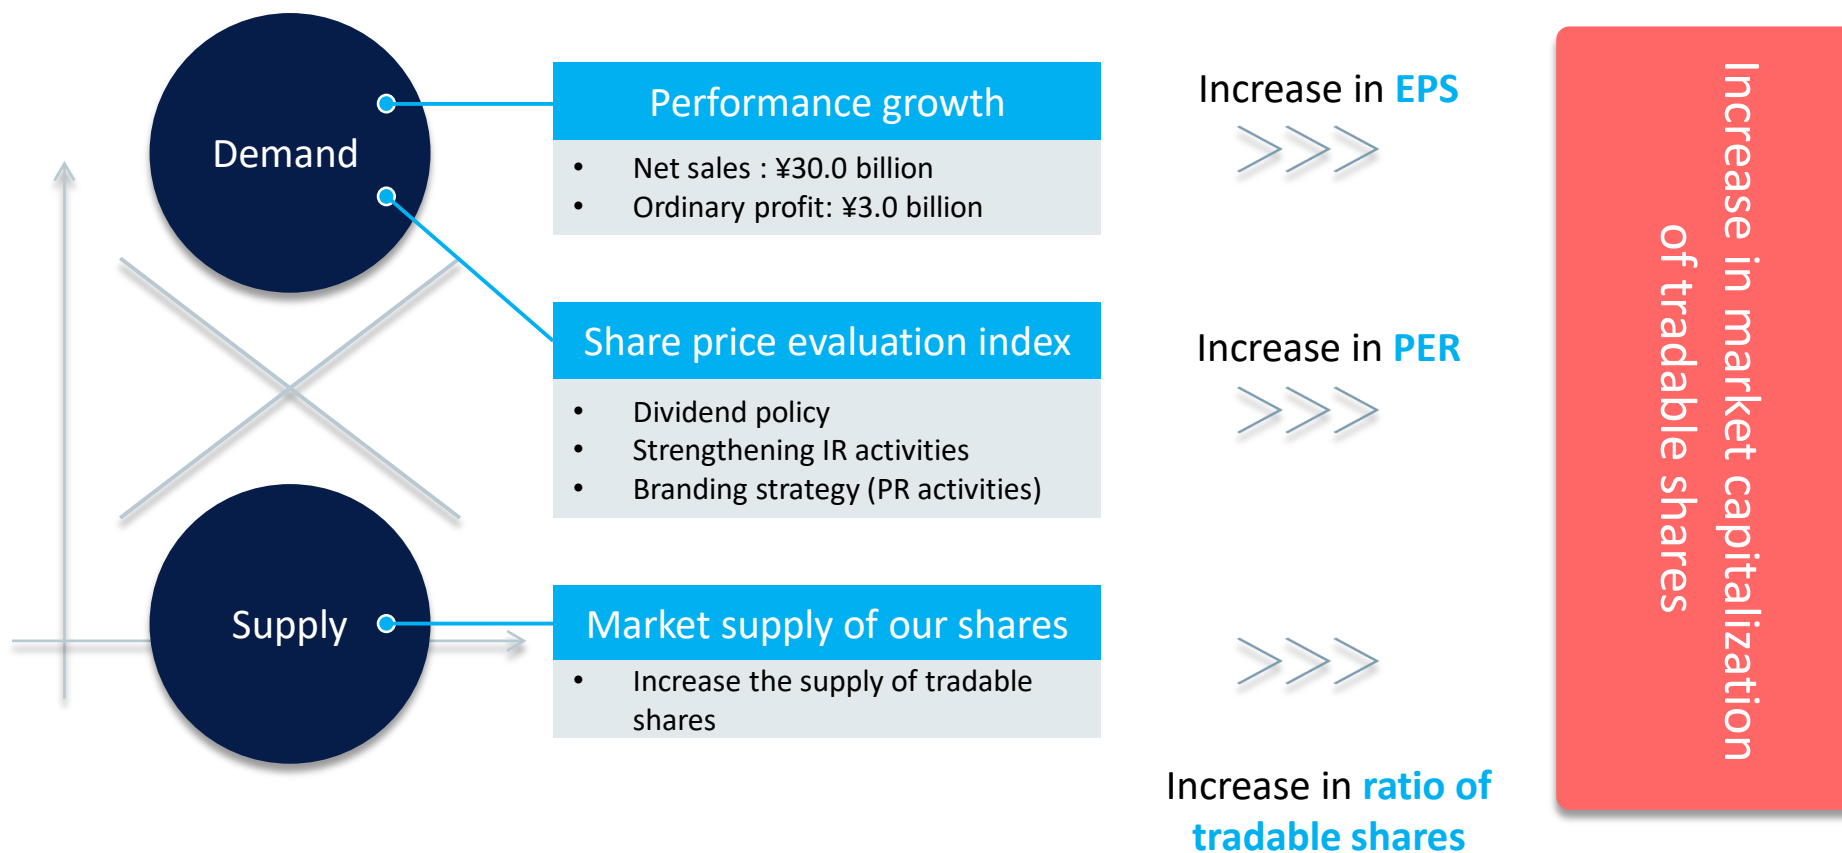 Demand
Performance growth
• Net sales : ¥30.0 billion
• Ordinary profit: ¥3.0 billion
Increase in EPS
Share price evaluation index
• Dividend policy
• Strengthening IR activities
• Branding strategy (PR activities)
Increase in PER
Supply
Market supply of our shares
• Increase the supply of tradable
shares
Increase in ratio of
tradable shares
Increase in market capitalization
of tradable shares